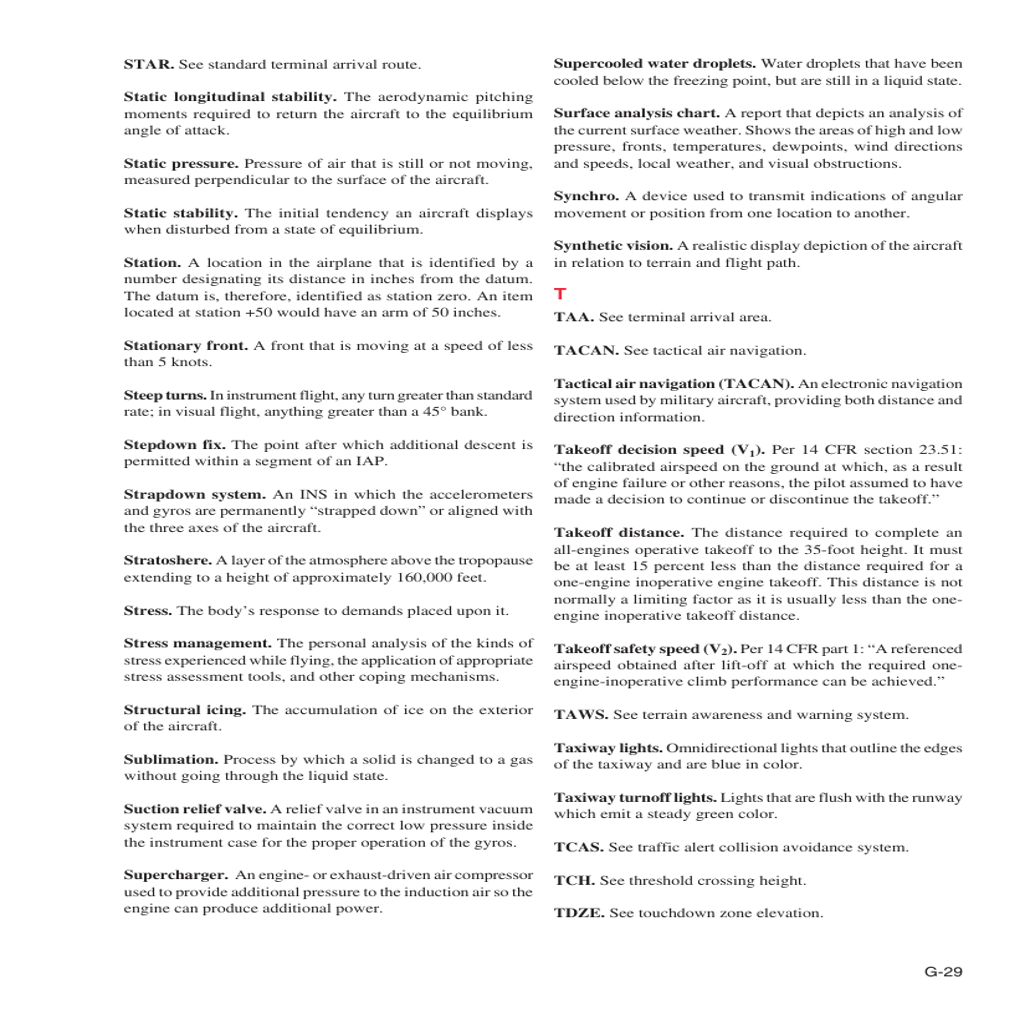 STAR. See standard terminal arrival route.
Static longitudinal stability. The aerodynamic pitching
moments required to return the aircraft to the equilibrium
angle of attack.
Static pressure. Pressure of air that is still or not moving,
measured perpendicular to the surface of the aircraft.
Static stability. The initial tendency an aircraft displays
when disturbed from a state of equilibrium.
Station. A location in the airplane that is identified by a
number designating its distance in inches from the datum.
The datum is, therefore, identified as station zero. An item
located at station +50 would have an arm of 50 inches.
Stationary front. A front that is moving at a speed of less
than 5 knots.
Steep turns. In instrument flight, any turn greater than standard
rate; in visual flight, anything greater than a 45° bank.
Stepdown fix. The point after which additional descent is
permitted within a segment of an IAP.
Strapdown system. An INS in which the accelerometers
and gyros are permanently “strapped down” or aligned with
the three axes of the aircraft.
Stratoshere. A layer of the atmosphere above the tropopause
extending to a height of approximately 160,000 feet.
Stress. The body’s response to demands placed upon it.
Stress management. The personal analysis of the kinds of
stress experienced while flying, the application of appropriate
stress assessment tools, and other coping mechanisms.
Structural icing. The accumulation of ice on the exterior
of the aircraft.
Sublimation. Process by which a solid is changed to a gas
without going through the liquid state.
Suction relief valve. A relief valve in an instrument vacuum
system required to maintain the correct low pressure inside
the instrument case for the proper operation of the gyros.
Supercharger. An engine- or exhaust-driven air compressor
used to provide additional pressure to the induction air so the
engine can produce additional power.
Supercooled water droplets. Water droplets that have been
cooled below the freezing point, but are still in a liquid state.
Surface analysis chart. A report that depicts an analysis of
the current surface weather. Shows the areas of high and low
pressure, fronts, temperatures, dewpoints, wind directions
and speeds, local weather, and visual obstructions.
Synchro. A device used to transmit indications of angular
movement or position from one location to another.
Synthetic vision. A realistic display depiction of the aircraft
in relation to terrain and flight path.
T
TAA. See terminal arrival area.
TACAN. See tactical air navigation.
Tactical air navigation (TACAN). An electronic navigation
system used by military aircraft, providing both distance and
direction information.
Takeoff decision speed (V₁). Per 14 CFR section 23.51:
“the calibrated airspeed on the ground at which, as a result
of engine failure or other reasons, the pilot assumed to have
made a decision to continue or discontinue the takeoff.”
Takeoff distance. The distance required to complete an
all-engines operative takeoff to the 35-foot height. It must
be at least 15 percent less than the distance required for a
one-engine inoperative engine takeoff. This distance is not
normally a limiting factor as it is usually less than the one-
engine inoperative takeoff distance.
Takeoff safety speed (V₂). Per 14 CFR part 1: “A referenced
airspeed obtained after lift-off at which the required one-
engine-inoperative climb performance can be achieved.”
TAWS. See terrain awareness and warning system.
Taxiway lights. Omnidirectional lights that outline the edges
of the taxiway and are blue in color.
Taxiway turnoff lights. Lights that are flush with the runway
which emit a steady green color.
TCAS. See traffic alert collision avoidance system.
TCH. See threshold crossing height.
TDZE. See touchdown zone elevation.
G-29